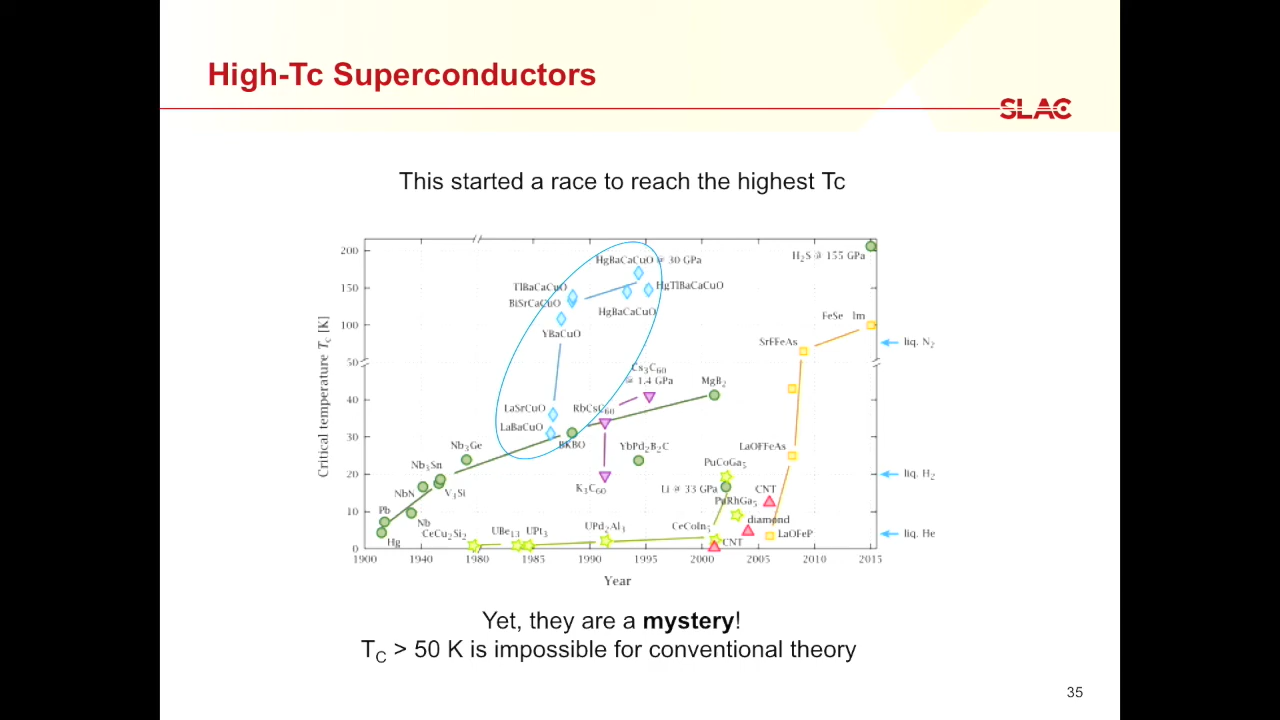 High-Tc Superconductors
SLAC
This started a race to reach the highest Tc
Critical temperature Tc [K]
200
150
100
50
50
40
30
20
10
0
1900
1940
1980
1985
1990
1995
2000
2005
2010
2015
Year
HgBaCaCuO @ 30 GPa
H2S @ 155 GPa
TlBaCaCuO
HgTlBaCaCuO
BiSrCaCuO
HgBaCaCuO
YBaCuO
FeSe lm
SrFFeAs
liq. N2
Cs3C60
@ 1.4 GPa
MgB2
LaSrCuO
RbCsC60
LaBaCuO
BKBO
YbPd2B2C
LaOFFeAs
Nb3Ge
Nb3Sn
PuCoGa5
liq. H2
NbN
V3Si
K3C60
Li @ 33 GPa
CNT
PuRhGa5
Pb
Nb
diamond
Hg
CeCu2Si2
UBe13
UPt3
UPd2Al3
CeCoIn5
CNT
LaOFeP
liq. He
Yet, they are a mystery!
TC > 50 K is impossible for conventional theory
35